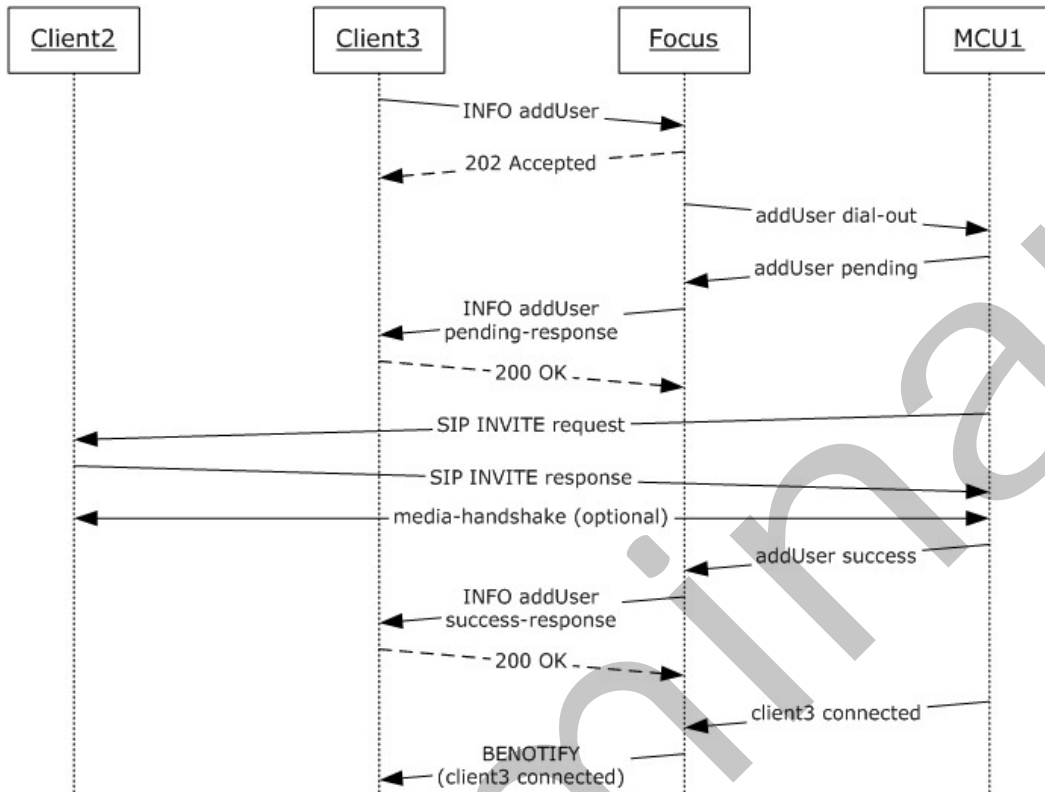 Client2
Client3
Focus
MCU1
INFO addUser
202 Accepted
addUser dial-out
addUser pending
INFO addUser
pending-response
200 OK
SIP INVITE request
SIP INVITE response
media-handshake (optional)
addUser success
INFO addUser
success-response
200 OK
client3 connected
BENOTIFY
(client3 connected)